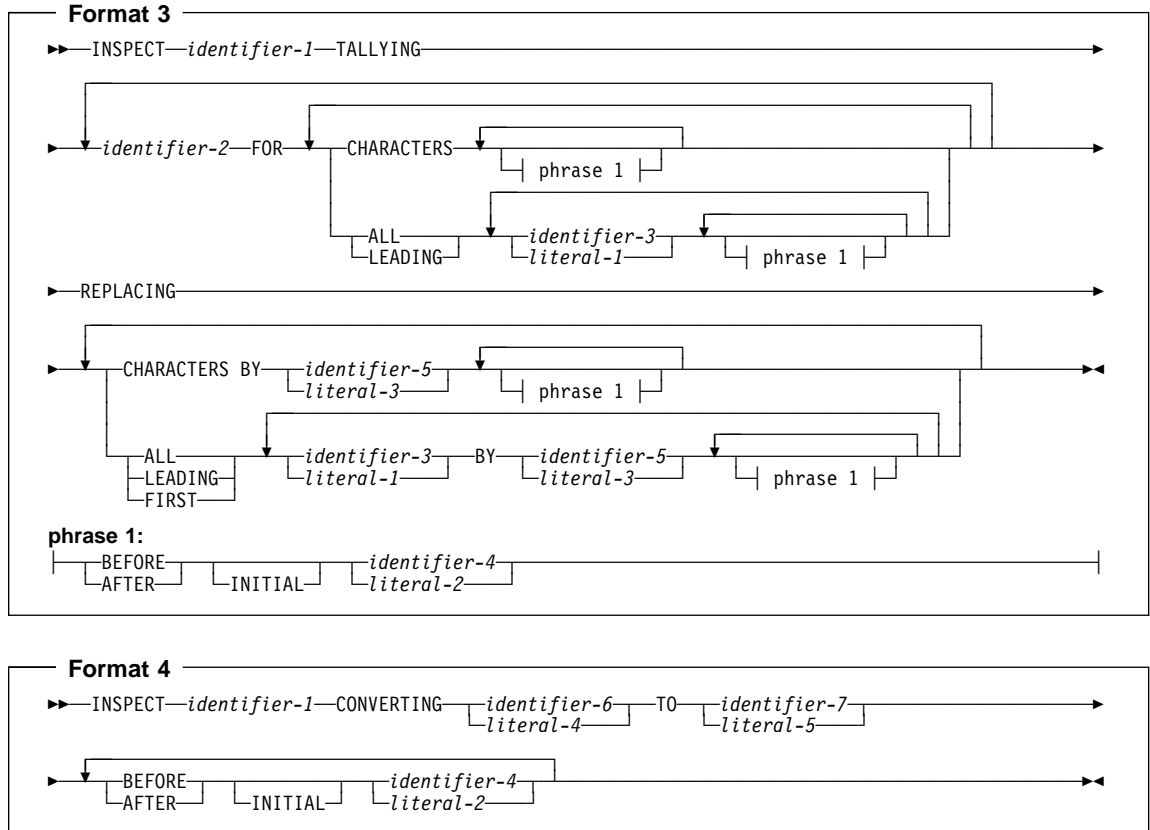 Format 3
INSPECT identifier-1 TALLYING
identifier-2 FOR CHARACTERS
phrase 1
ALL identifier-3
LEADING literal-1 phrase 1
REPLACING
CHARACTERS BY identifier-5
literal-3 phrase 1
ALL identifier-3 BY identifier-5
LEADING literal-1 literal-3 phrase 1
FIRST
phrase 1:
BEFORE identifier-4
AFTER INITIAL literal-2
Format 4
INSPECT identifier-1 CONVERTING identifier-6 TO identifier-7
literal-4 literal-5
BEFORE identifier-4
AFTER INITIAL literal-2